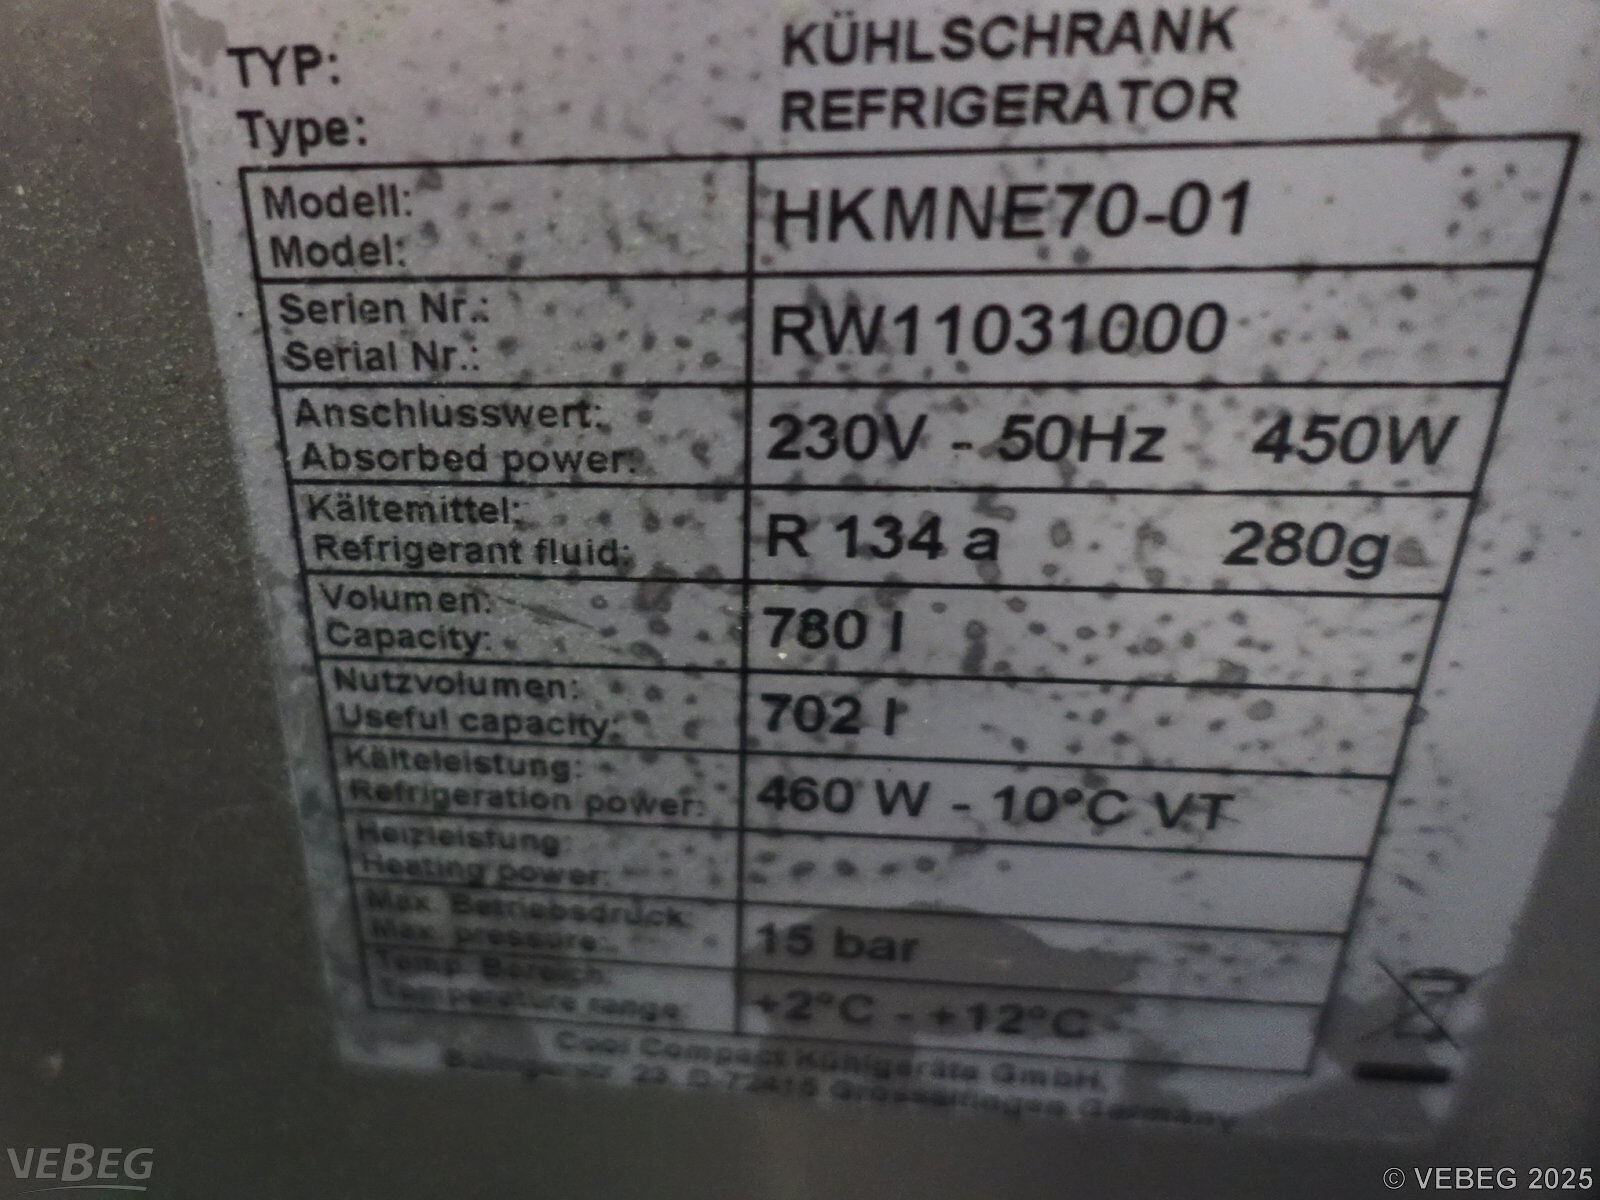 TYP: KÜHLSCHRANK
Type: REFRIGERATOR
Modell:
Model: HKMNE70-01
Serien Nr.:
Serial Nr.: RW11031000
Anschlusswert:
Absorbed power: 230V - 50Hz 450W
Kältemittel:
Refrigerant fluid: R 134 a 280g
Volumen:
Capacity: 780 l
Nutzvolumen:
Useful capacity: 702 l
Kälteleistung:
Refrigeration power: 460 W - 10°C VT
Heizleistung:
Heating power:
Max. Betriebsdruck:
Max. pressure: 15 bar
Temp. Bereich:
Temperature range: +2°C - +12°C
Cool Compact Kühlgeräte GmbH,
23, D-72415 Grosselfingen Germany
VEBEG
© VEBEG 2025